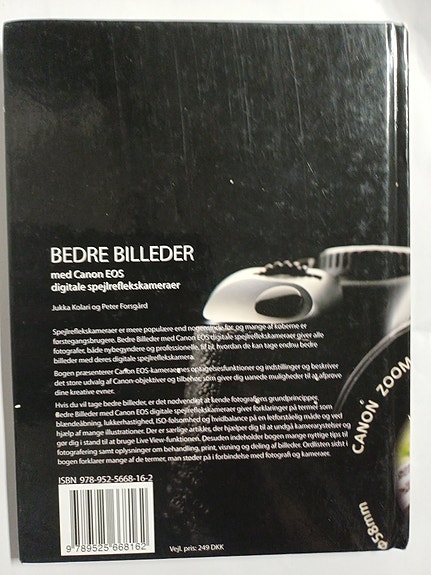 BEDRE BILLEDER
med Canon EOS
digitale spejlreflekskameraer
Jukka Kolari og Peter Forsgård
Spejlreflekskameraer er mere populære end nogensinde før, og mange af køberne er
førstegangsbrugere. Bedre Billeder med Canon EOS digitale spejlreflekskameraer giver alle
fotografer, både nybegyndere og professionelle, tip til, hvordan de kan tage endnu bedre
billeder med deres digitale spejlreflekskamera.
Bogen præsenterer Canon EOS-kameraernes optagelsesfunktioner og indstillinger og beskriver
det store udvalg af Canon-objektiver og tilbehør, som giver dig uanede muligheder til at afprøve
dine kreative evner.
Hvis du vil tage bedre billeder, er det nødvendigt at kende fotografiens grundprincipper.
Bedre Billeder med Canon EOS digitale spejlreflekskameraer giver forklaringer på termer som
blændeåbning, lukkerhastighed, ISO-følsomhed og hvidbalance på en letforståelig måde og ved
hjælp af mange illustrationer. Der er særlige artikler, der hjælper dig til at undgå kamerarystelser og
gør dig i stand til at bruge Live View-funktionen. Desuden indeholder bogen mange nyttige tips til
fotografering samt oplysninger om behandling, print, visning og deling af billeder. Ordlisten sidst i
bogen forklarer mange af de termer, man støder på i forbindelse med fotografi og kameraer.
CANON ZOOM
ø58mm
ISBN 978-952-5668-16-2
9 789525 668162
Vejl. pris: 249 DKK